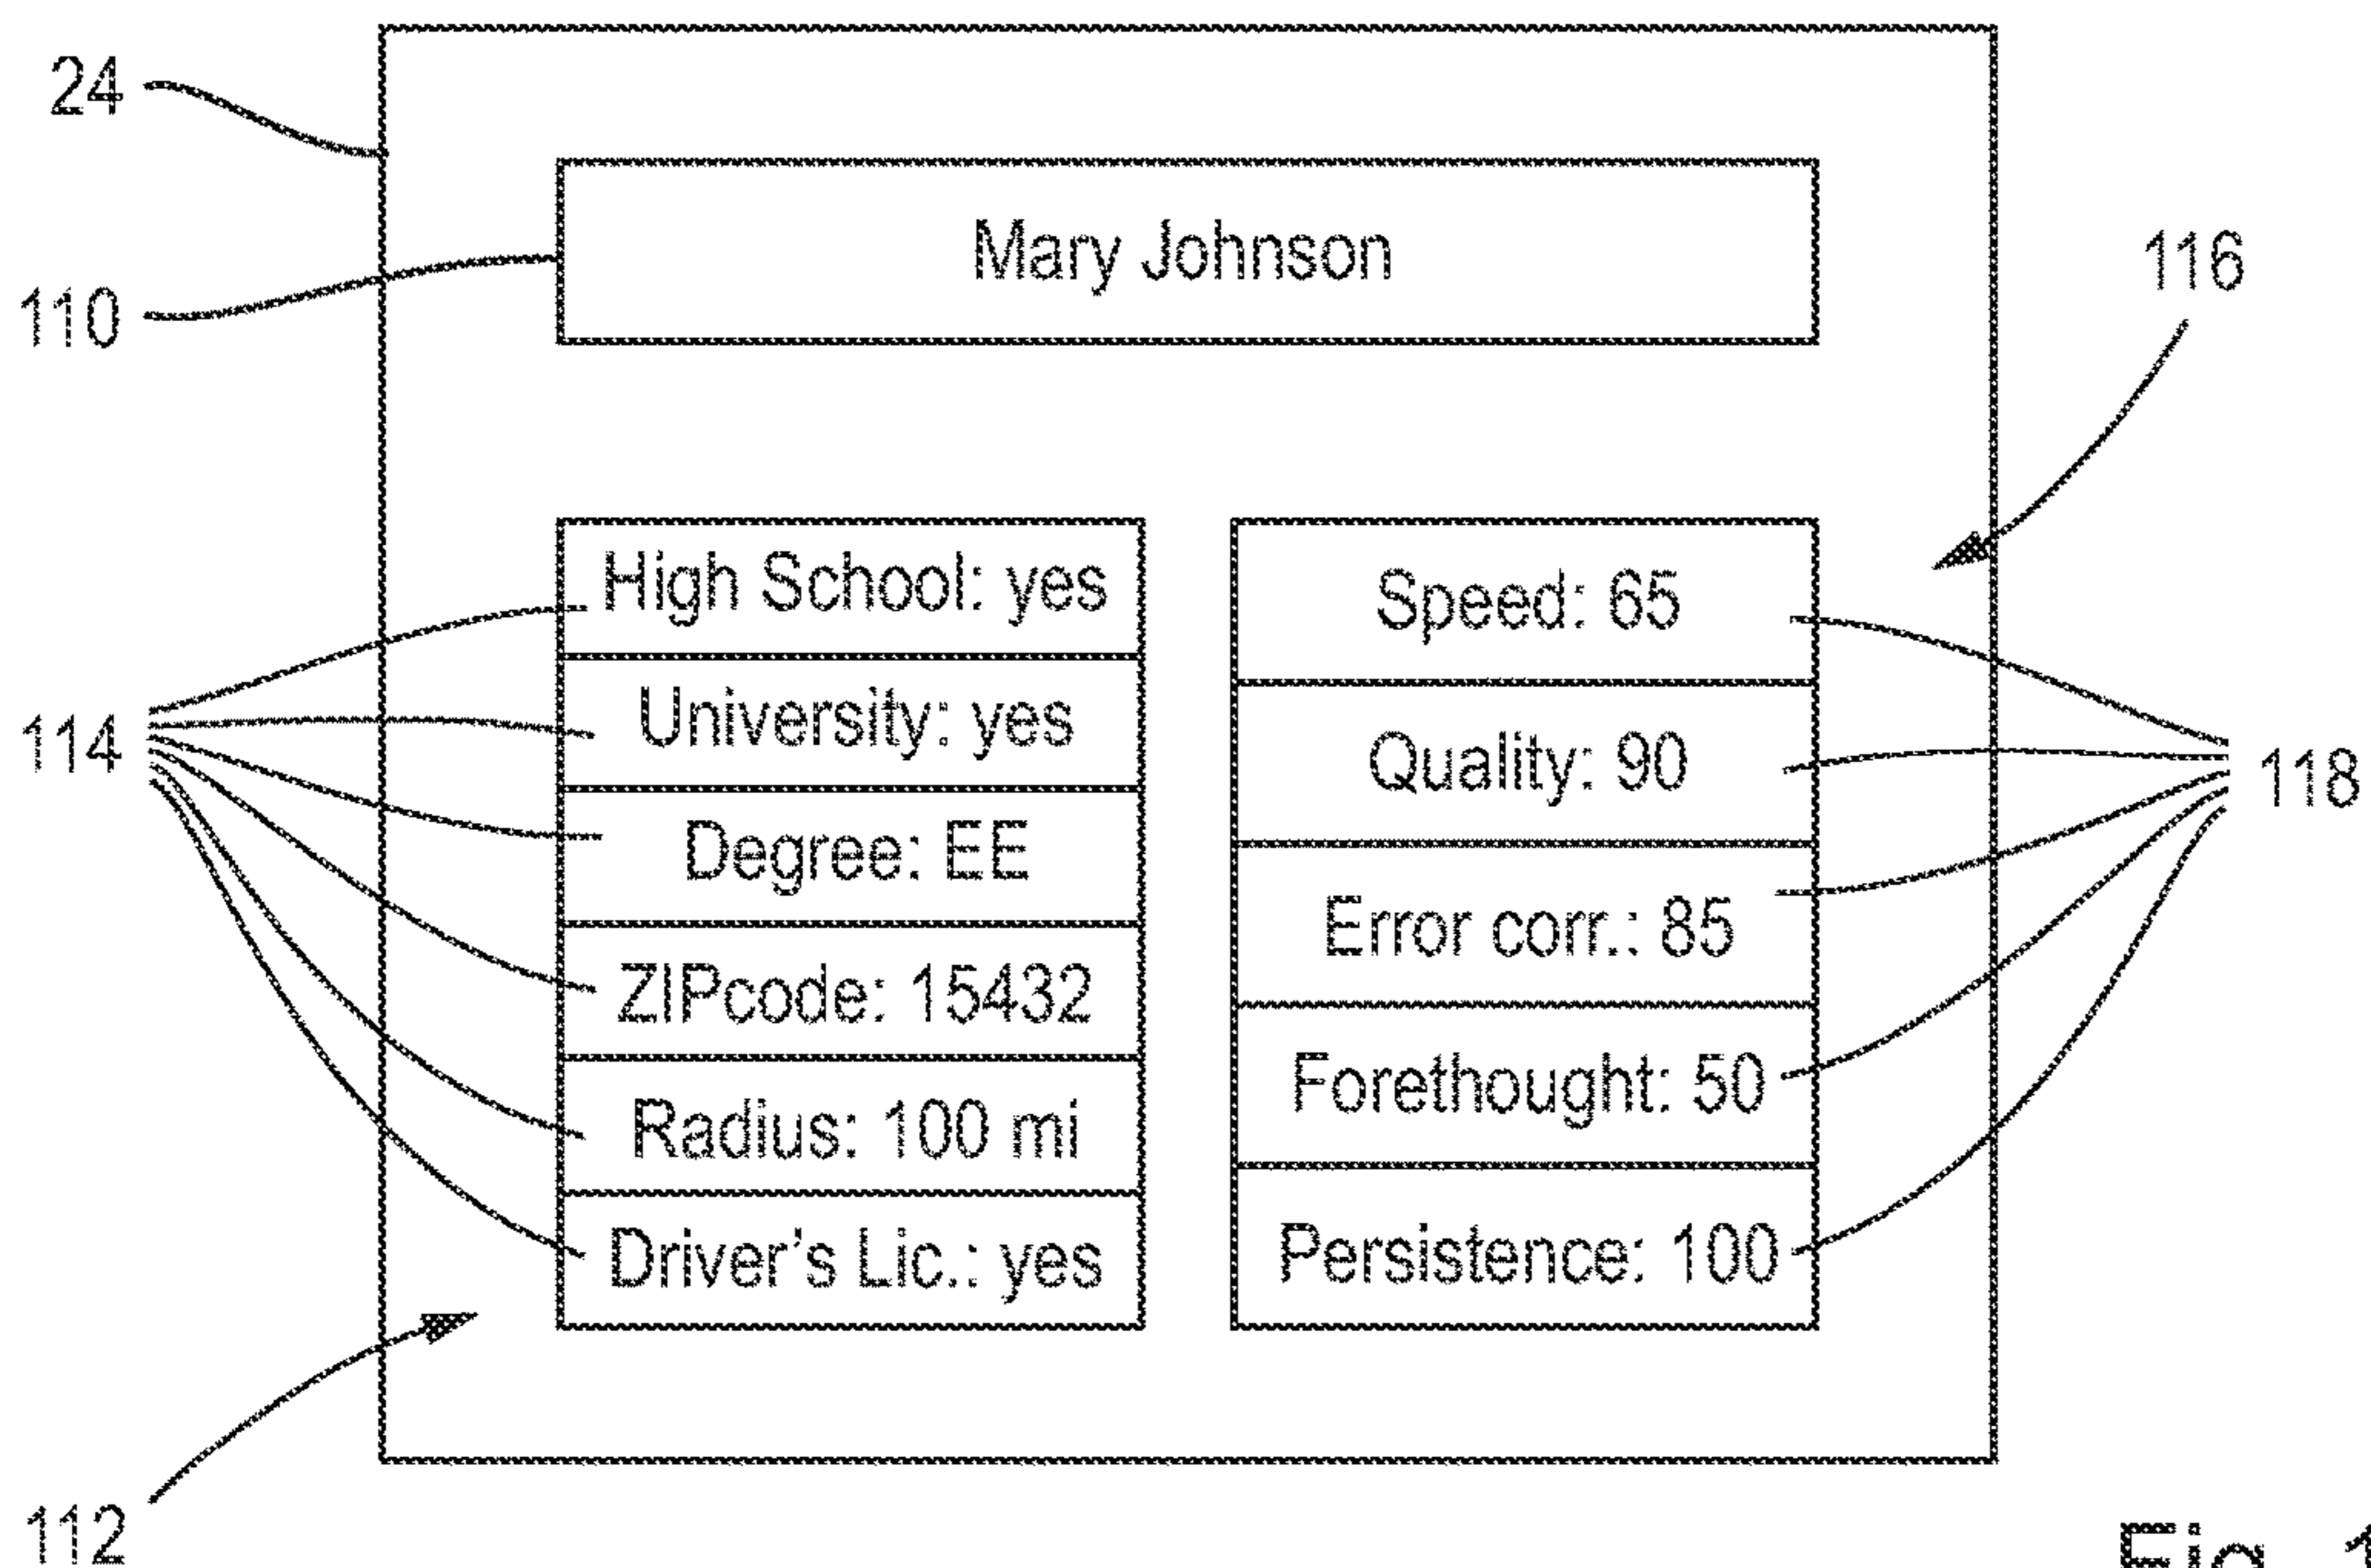 24
110
Mary Johnson
116
High School: yes
University: yes
Degree: EE
ZIPcode: 15432
Radius: 100 mi
Driver's Lic.: yes
114
Speed: 65
Quality: 90
Error corr.: 85
Forethought: 50
Persistence: 100
118
112
Fig.